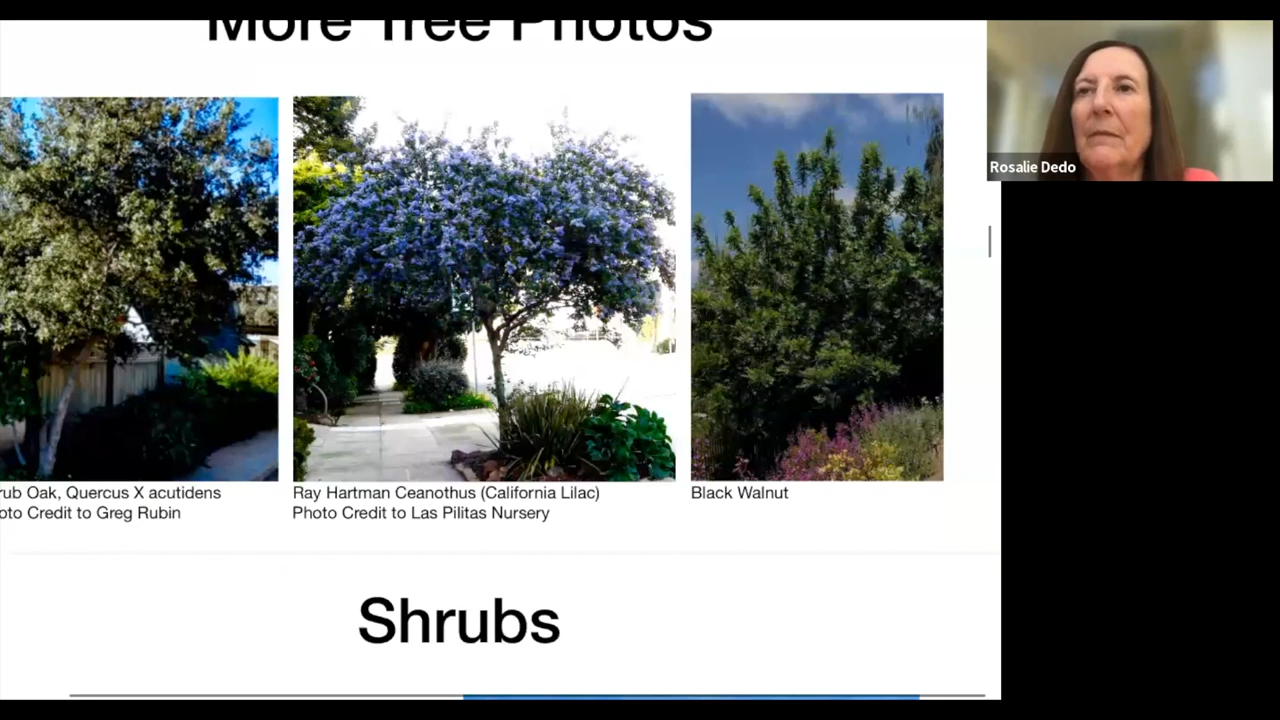 More Tree Photos
Rosalie Dedo
rub Oak, Quercus X acutidens
oto Credit to Greg Rubin
Ray Hartman Ceanothus (California Lilac)
Photo Credit to Las Pilitas Nursery
Black Walnut
Shrubs